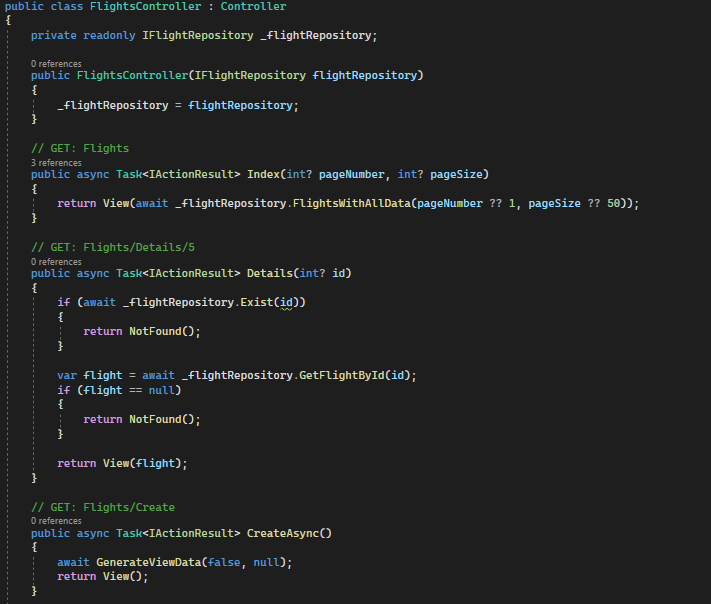 public class FlightsController : Controller
{
private readonly IFlightRepository _flightRepository;
0 references
public FlightsController(IFlightRepository flightRepository)
{
_flightRepository = flightRepository;
}
// GET: Flights
3 references
public async Task<IActionResult> Index(int? pageNumber, int? pageSize)
{
return View(await _flightRepository.FlightsWithAllData(pageNumber ?? 1, pageSize ?? 50));
}
// GET: Flights/Details/5
0 references
public async Task<IActionResult> Details(int? id)
{
if (await _flightRepository.Exist(id))
{
return NotFound();
}
var flight = await _flightRepository.GetFlightById(id);
if (flight == null)
{
return NotFound();
}
return View(flight);
}
// GET: Flights/Create
0 references
public async Task<IActionResult> CreateAsync()
{
await GenerateViewData(false, null);
return View();
}